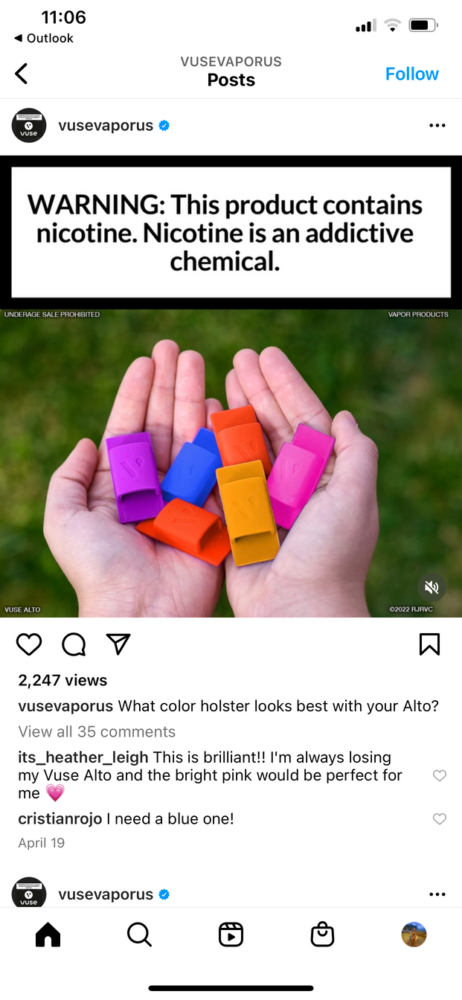 11:06
◀ Outlook
VUSEVAPORUS
Posts
Follow
vuse
vusevaporus
WARNING: This product contains
nicotine. Nicotine is an addictive
chemical.
UNDERAGE SALE PROHIBITED
VAPOR PRODUCTS
VUSE ALTO
©2022 RJRVC
2,247 views
vusevaporus What color holster looks best with your Alto?
View all 35 comments
its_heather_leigh This is brilliant!! I'm always losing
my Vuse Alto and the bright pink would be perfect for
me 💗
cristianrojo I need a blue one!
April 19
vuse
vusevaporus